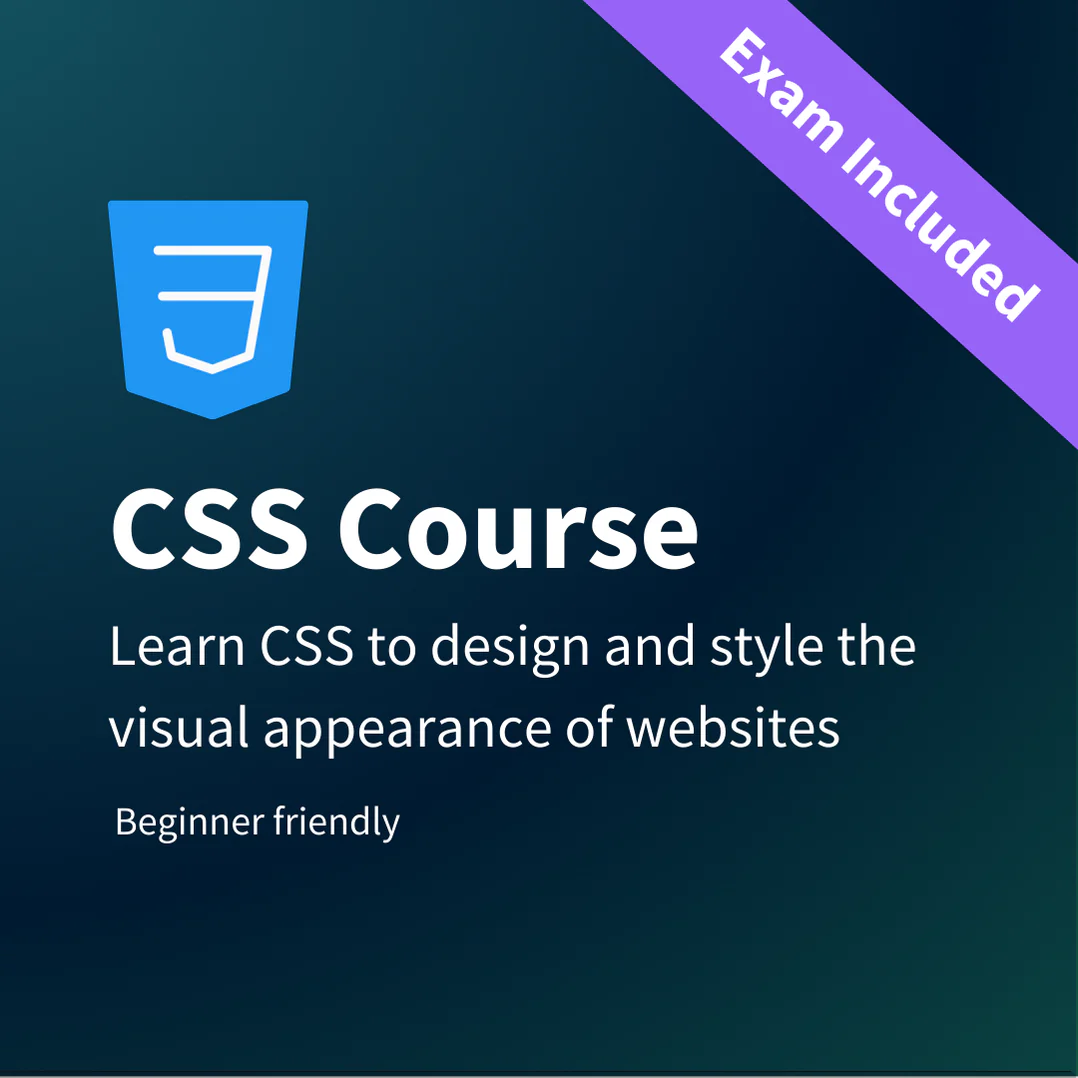 Exam Included
CSS Course
Learn CSS to design and style the
visual appearance of websites
Beginner friendly